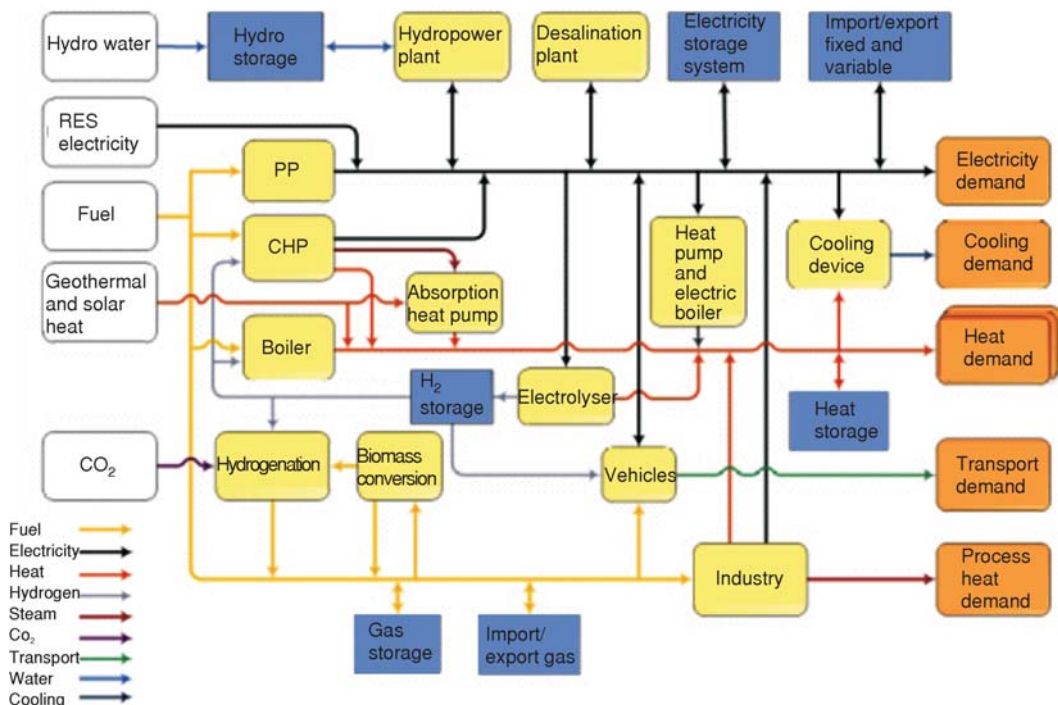 Hydro water
Hydro
storage
Hydropower
plant
Desalination
plant
Electricity
storage
system
Import/export
fixed and
variable
RES
electricity
PP
Electricity
demand
Fuel
CHP
Heat
pump
and
electric
boiler
Cooling
device
Cooling
demand
Geothermal
and solar
heat
Absorption
heat pump
Boiler
Heat
demand
H2
storage
Electrolyser
Heat
storage
CO2
Hydrogenation
Biomass
conversion
Vehicles
Transport
demand
Fuel
Electricity
Heat
Hydrogen
Steam
Co2
Transport
Water
Cooling
Industry
Process
heat
demand
Gas
storage
Import/
export gas